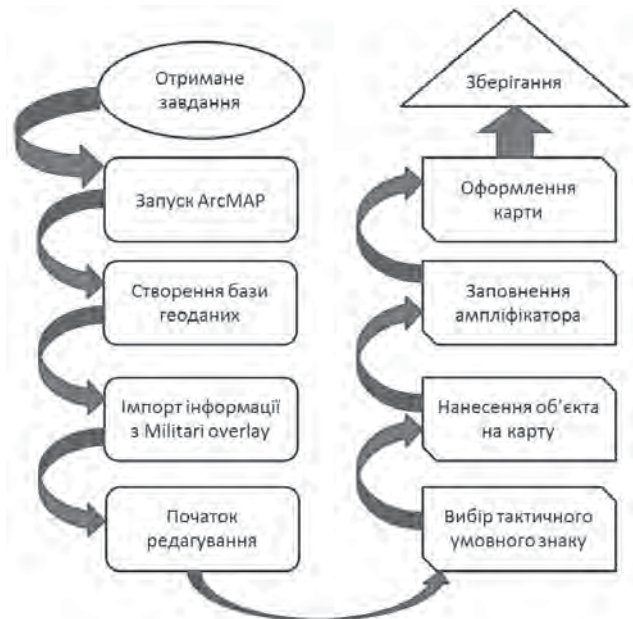 Отримане
завдання
Запуск ArcMAP
Створення бази
геоданих
Імпорт інформації
з Militari overlay
Початок
редагування
Вибір тактичного
умовного знаку
Нанесення об'єкта
на карту
Заповнення
ампліфікатора
Оформлення
карти
Зберігання